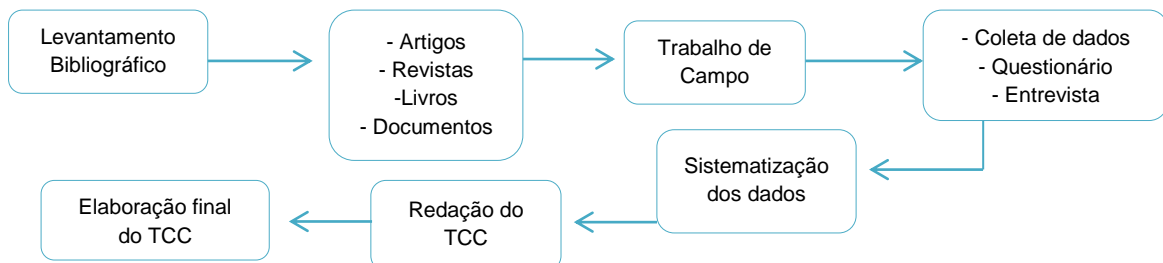 Levantamento
Bibliográfico
- Artigos
- Revistas
-Livros
- Documentos
Trabalho de
Campo
- Coleta de dados
- Questionário
- Entrevista
Sistematização
dos dados
Redação do
TCC
Elaboração final
do TCC